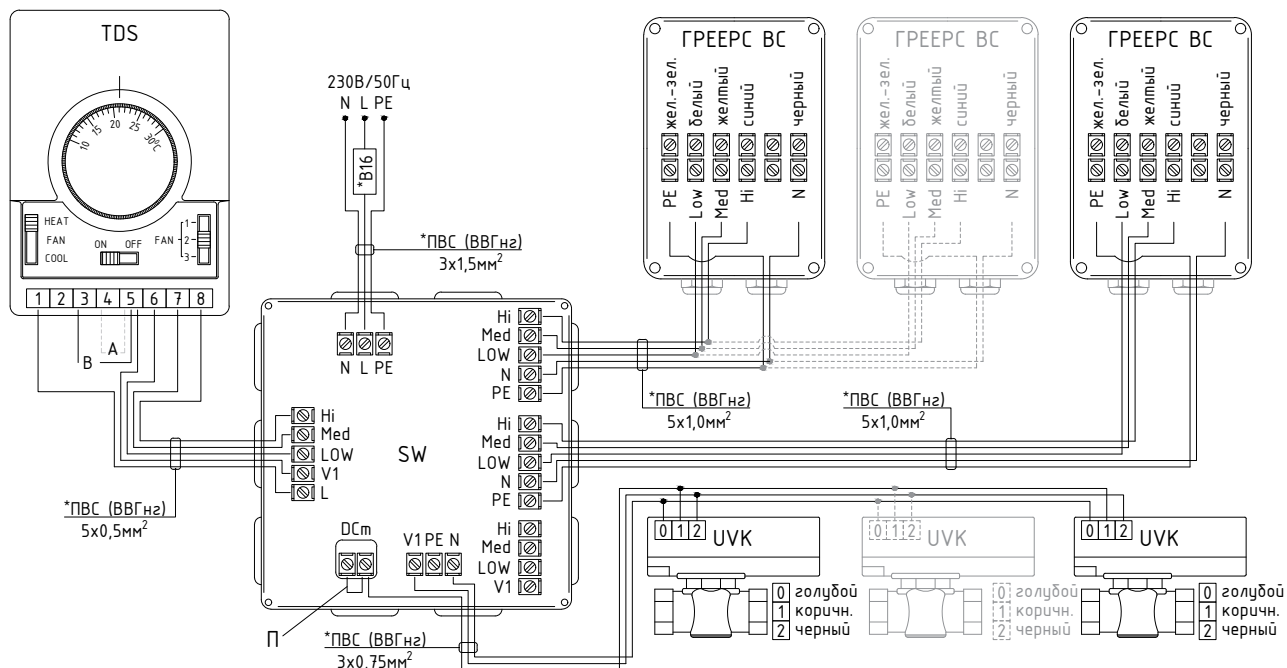 TDS
10 15 20 25 30°C
HEAT
FAN
COOL
ON OFF
FAN
1
2
3
1 2 3 4 5 6 7 8
A
B
*ПВС (ВВГнг)
5x0,5мм²
230В/50Гц
N L PE
*B16
*ПВС (ВВГнг)
3x1,5мм²
N L PE
SW
Hi
Med
LOW
V1
L
Hi
Med
LOW
N
PE
Hi
Med
LOW
N
PE
Hi
Med
LOW
V1
DCm
V1 PE N
П
*ПВС (ВВГнг)
3x0,75мм²
*ПВС (ВВГнг)
5x1,0мм²
*ПВС (ВВГнг)
5x1,0мм²
ГРЕЕРС ВС
жел.-зел.
белый
желтый
синий
черный
PE
Low
Med
Hi
N
ГРЕЕРС ВС
жел.-зел.
белый
желтый
синий
черный
PE
Low
Med
Hi
N
ГРЕЕРС ВС
жел.-зел.
белый
желтый
синий
черный
PE
Low
Med
Hi
N
0 1 2
UVK
0 голубой
1 коричн.
2 черный
0 1 2
UVK
0 голубой
1 коричн.
2 черный
0 1 2
UVK
0 голубой
1 коричн.
2 черный